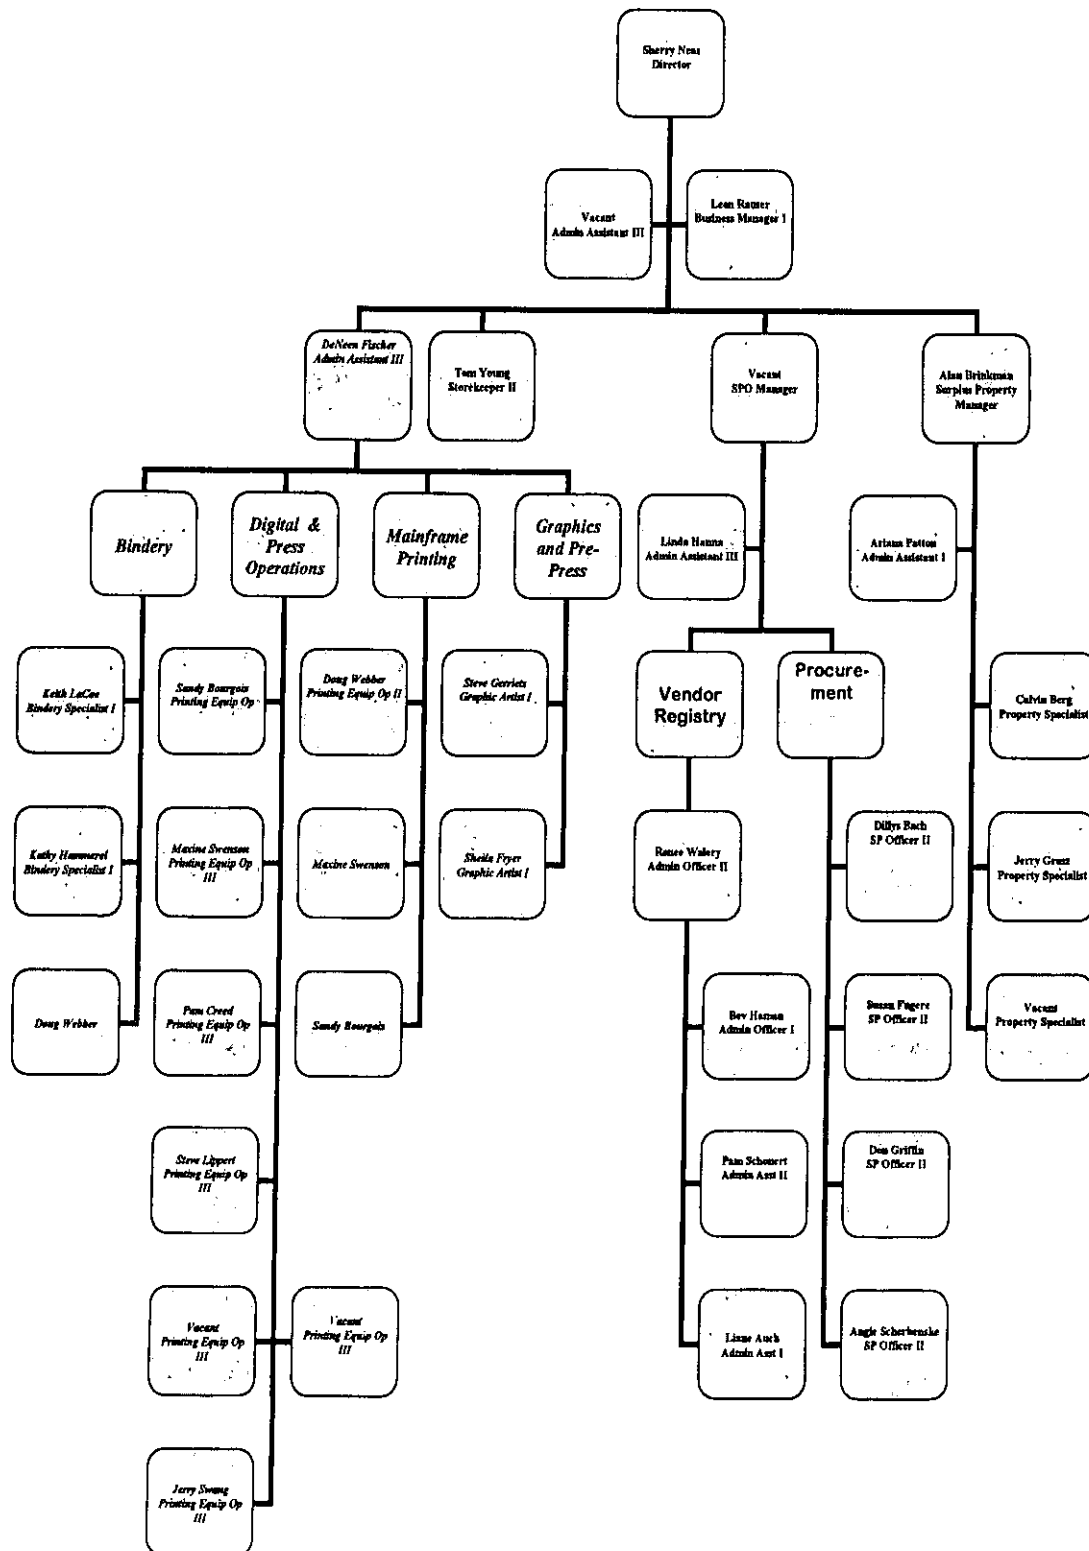 Sherry Neas
Director
Vacant
Admin Assistant III
Leon Rauser
Business Manager I
DeNeen Fischer
Admin Assistant III
Tom Young
Storekeeper II
Vacant
SPO Manager
Alan Brinkman
Surplus Property
Manager
Bindery
Digital &
Press
Operations
Mainframe
Printing
Graphics
and Pre-
Press
Linda Hanna
Admin Assistant III
Ariana Patton
Admin Assistant I
Keith LaCoe
Bindery Specialist I
Sandy Bourgois
Printing Equip Op
Doug Webber
Printing Equip Op II
Steve Gerriets
Graphic Artist I
Vendor
Registry
Procure-
ment
Calvin Berg
Property Specialist
Kathy Hammerel
Bindery Specialist I
Maxine Swenson
Printing Equip Op
III
Maxine Swenson
Sheila Fryer
Graphic Artist I
Renee Walery
Admin Officer II
Dillys Bach
SP Officer II
Jerry
Property Specialist
Doug Webber
Pam Creed
Printing Equip Op
III
Sandy Bourgois
Bev
Admin Officer I
Susan Fugere
SP Officer II
Vacant
Property Specialist
Steve Lippert
Printing Equip Op
III
Pam Schonert
Admin Asst II
Don Griffin
SP Officer II
Vacant
Printing Equip Op
III
Vacant
Printing Equip Op
III
Liane Auch
Admin Asst I
Angie Scherbenske
SP Officer II
Jerry Swang
Printing Equip Op
III